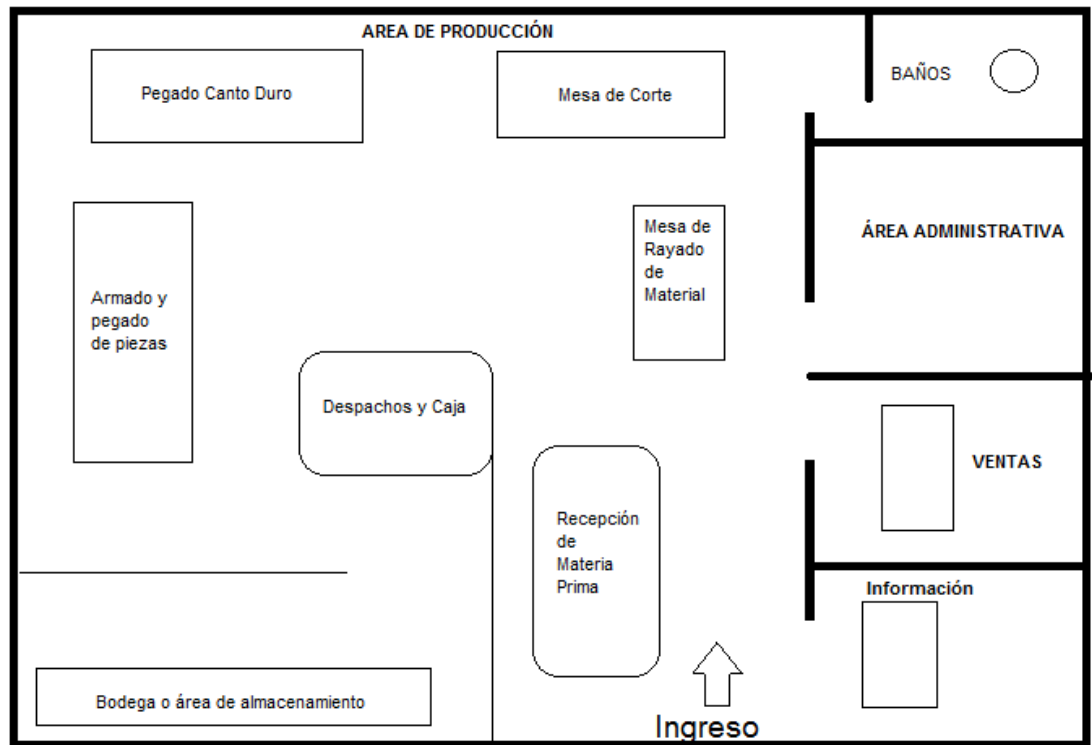 AREA DE PRODUCCIÓN
Pegado Canto Duro
Mesa de Corte
BAÑOS
Mesa de
Rayado
de
Material
ÁREA ADMINISTRATIVA
Armado y
pegado
de piezas
Despachos y Caja
VENTAS
Recepción
de
Materia
Prima
Información
Bodega o área de almacenamiento
Ingreso